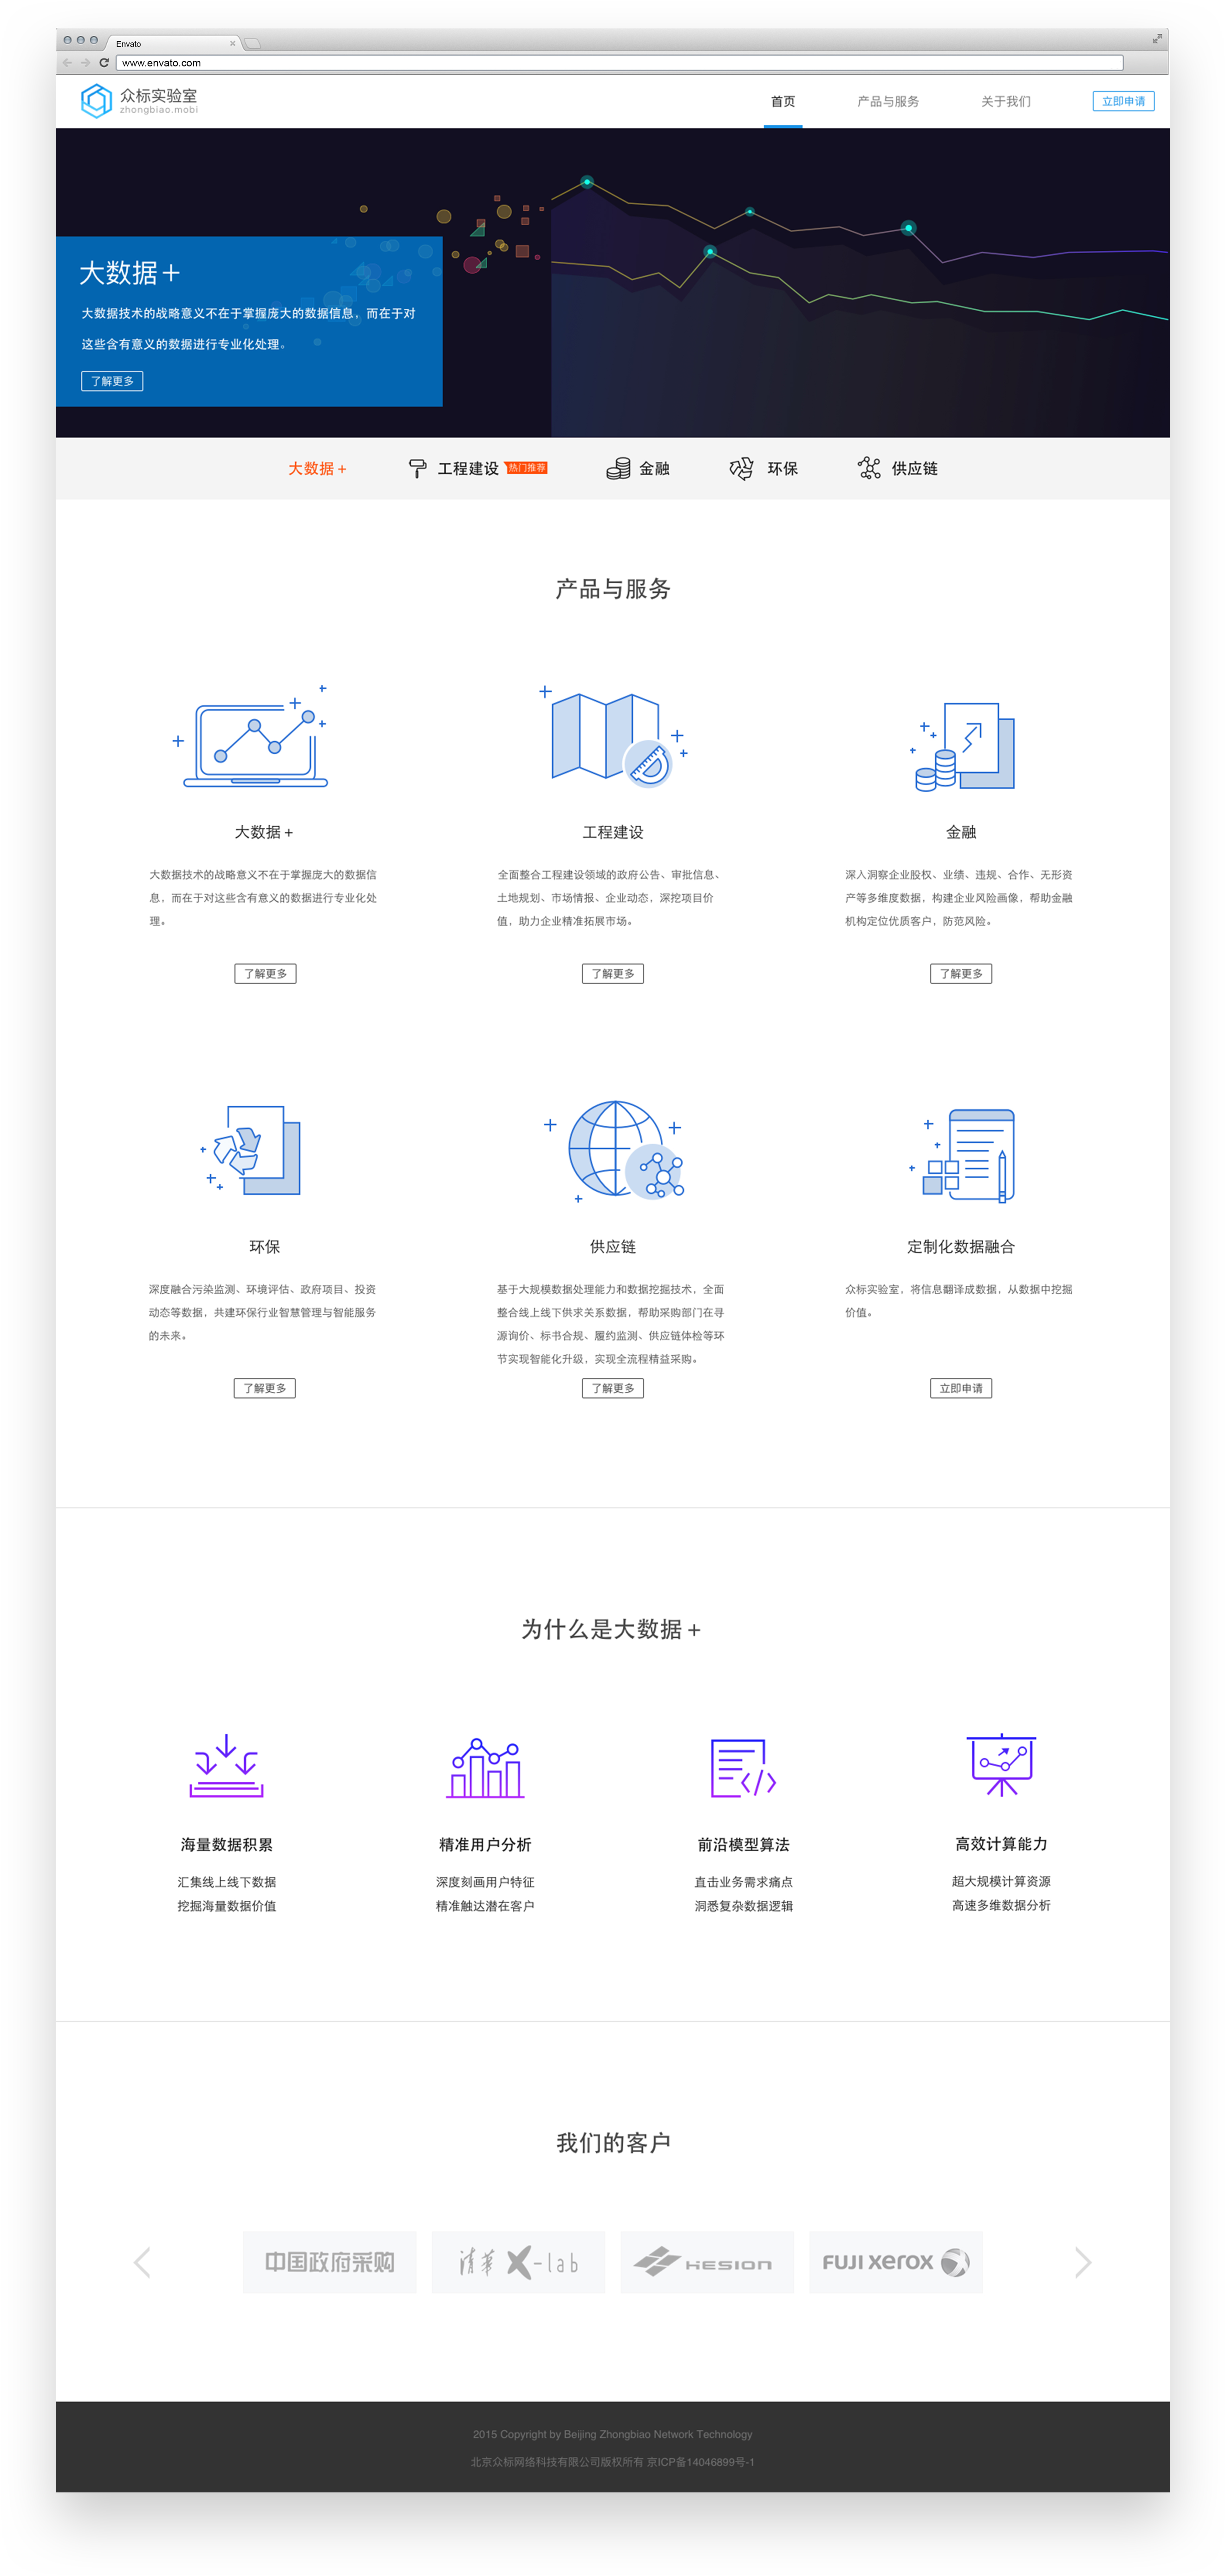 Envato
www.envato.com
众标实验室
zhongbiao.mobi
首页
产品与服务
关于我们
立即申请
大数据＋
大数据技术的战略意义不在于掌握庞大的数据信息，而在于对
这些含有意义的数据进行专业化处理。
了解更多
大数据＋
工程建设
热门推荐
金融
环保
供应链
产品与服务
大数据＋
大数据技术的战略意义不在于掌握庞大的数据信
息，而在于对这些含有意义的数据进行专业化处
理。
了解更多
工程建设
全面整合工程建设领域的政府公告、审批信息、
土地规划、市场情报、企业动态，深挖项目价
值，助力企业精准拓展市场。
了解更多
金融
深入洞察企业股权、业绩、违规、合作、无形资
产等多维度数据，构建企业风险画像，帮助金融
机构定位优质客户，防范风险。
了解更多
环保
深度融合污染监测、环境评估、政府项目、投资
动态等数据，共建环保行业智慧管理与智能服务
的未来。
了解更多
供应链
基于大规模数据处理能力和数据挖掘技术，全面
整合线上线下供求关系数据，帮助采购部门在寻
源询价、标书合规、履约监测、供应链体检等环
节实现智能化升级，实现全流程精益采购。
了解更多
定制化数据融合
众标实验室，将信息翻译成数据，从数据中挖掘
价值。
立即申请
为什么是大数据＋
海量数据积累
汇集线上线下数据
挖掘海量数据价值
精准用户分析
深度刻画用户特征
精准触达潜在客户
前沿模型算法
直击业务需求痛点
洞悉复杂数据逻辑
高效计算能力
超大规模计算资源
高速多维数据分析
我们的客户
中国政府采购
清华 X-lab
HESION
FUJI XEROX
2015 Copyright by Beijing Zhongbiao Network Technology
北京众标网络科技有限公司版权所有 京ICP备14046899号-1